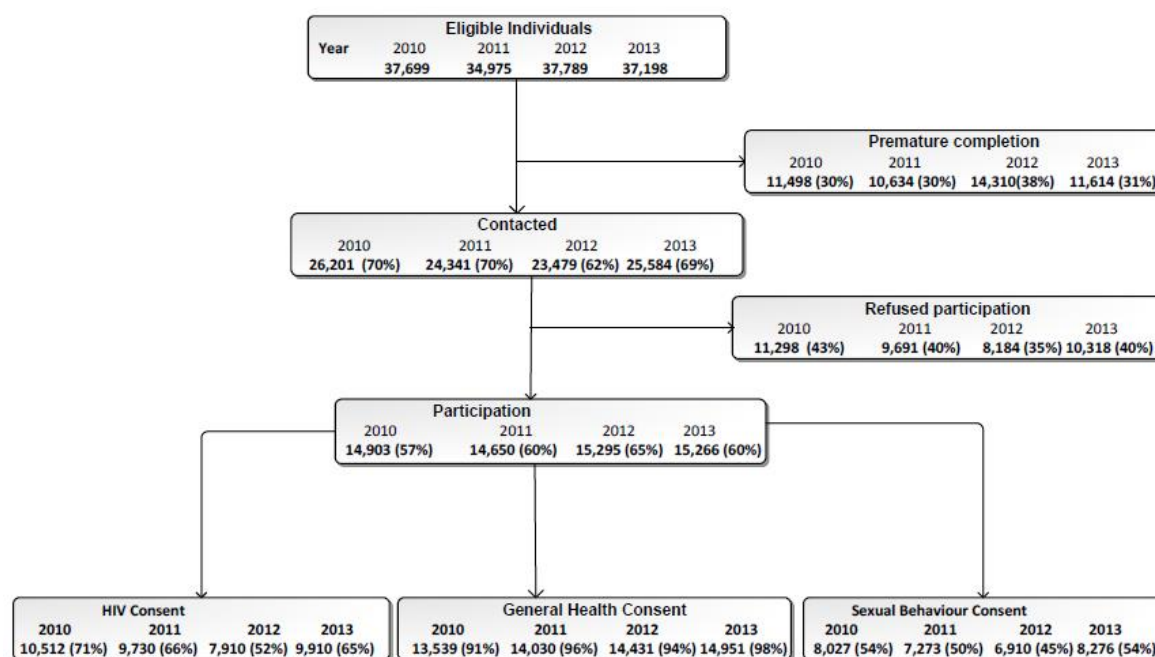 Eligible Individuals
Year 2010 2011 2012 2013
37,699 34,975 37,789 37,198
Premature completion
2010 2011 2012 2013
11,498 (30%) 10,634 (30%) 14,310(38%) 11,614 (31%)
Contacted
2010 2011 2012 2013
26,201 (70%) 24,341 (70%) 23,479 (62%) 25,584 (69%)
Refused participation
2010 2011 2012 2013
11,298 (43%) 9,691 (40%) 8,184 (35%) 10,318 (40%)
Participation
2010 2011 2012 2013
14,903 (57%) 14,650 (60%) 15,295 (65%) 15,266 (60%)
HIV Consent
2010 2011 2012 2013
10,512 (71%) 9,730 (66%) 7,910 (52%) 9,910 (65%)
General Health Consent
2010 2011 2012 2013
13,539 (91%) 14,030 (96%) 14,431 (94%) 14,951 (98%)
Sexual Behaviour Consent
2010 2011 2012 2013
8,027 (54%) 7,273 (50%) 6,910 (45%) 8,276 (54%)